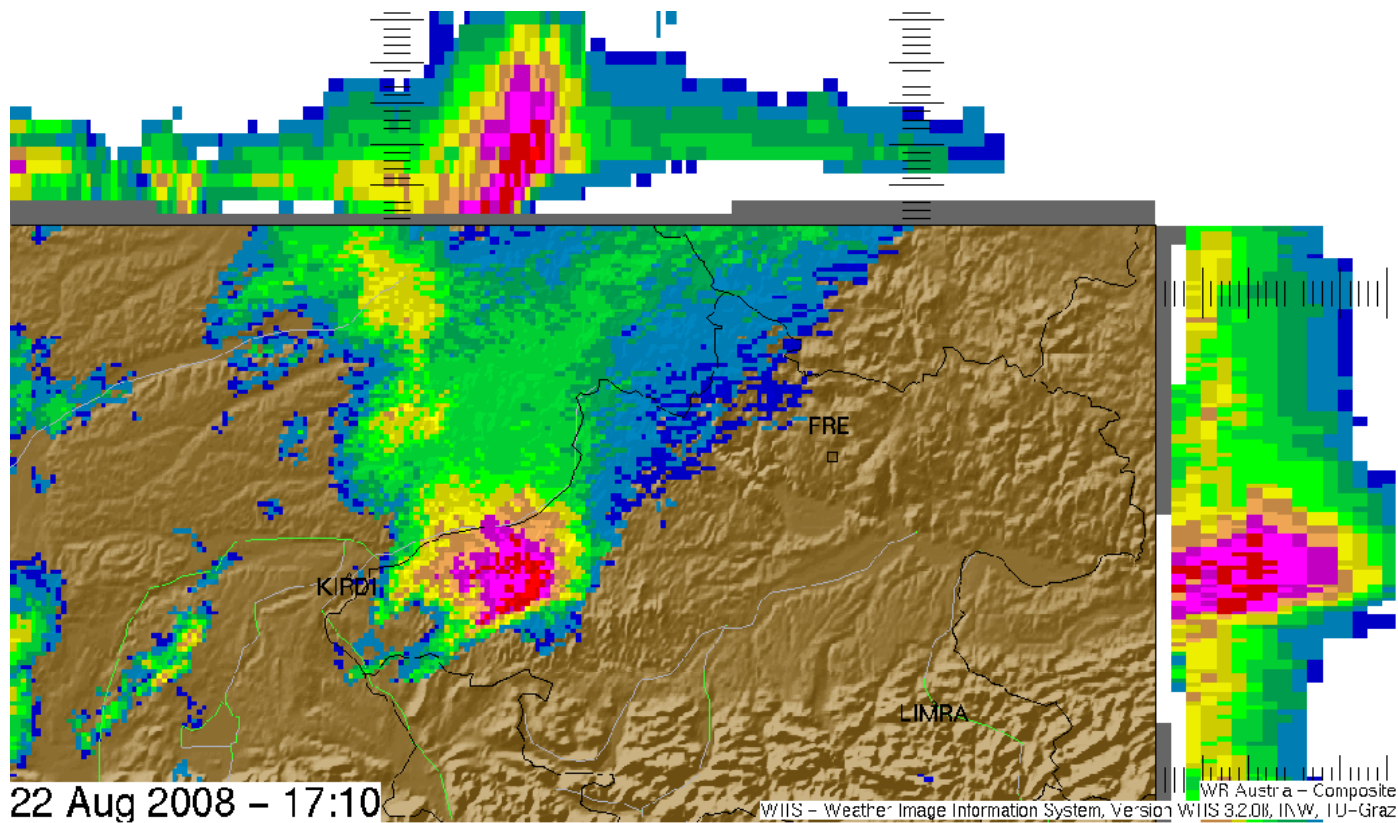 FRE
KIRDI
LIMRA
22 Aug 2008 – 17:10
WR Austria – Composite
WIIS – Weather Image Information System, Version WIIS 3.2.0k, INW, TU–Graz